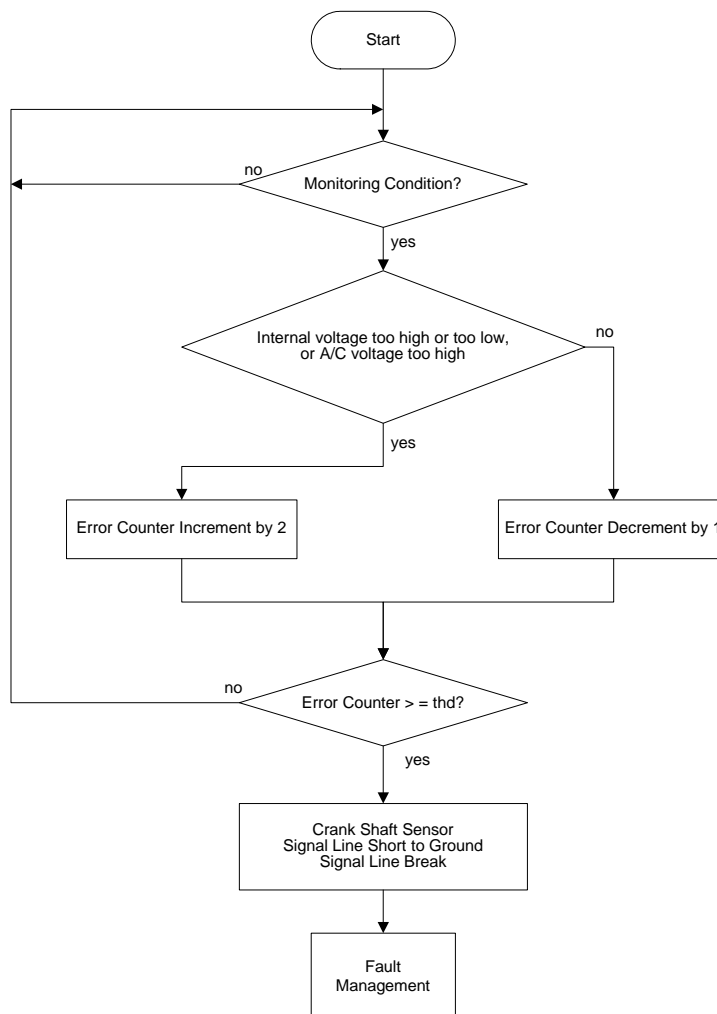 Start
no
Monitoring Condition?
yes
Internal voltage too high or too low,
or A/C voltage too high
no
yes
Error Counter Increment by 2
Error Counter Decrement by 1
no
Error Counter > = thd?
yes
Crank Shaft Sensor
Signal Line Short to Ground
Signal Line Break
Fault
Management